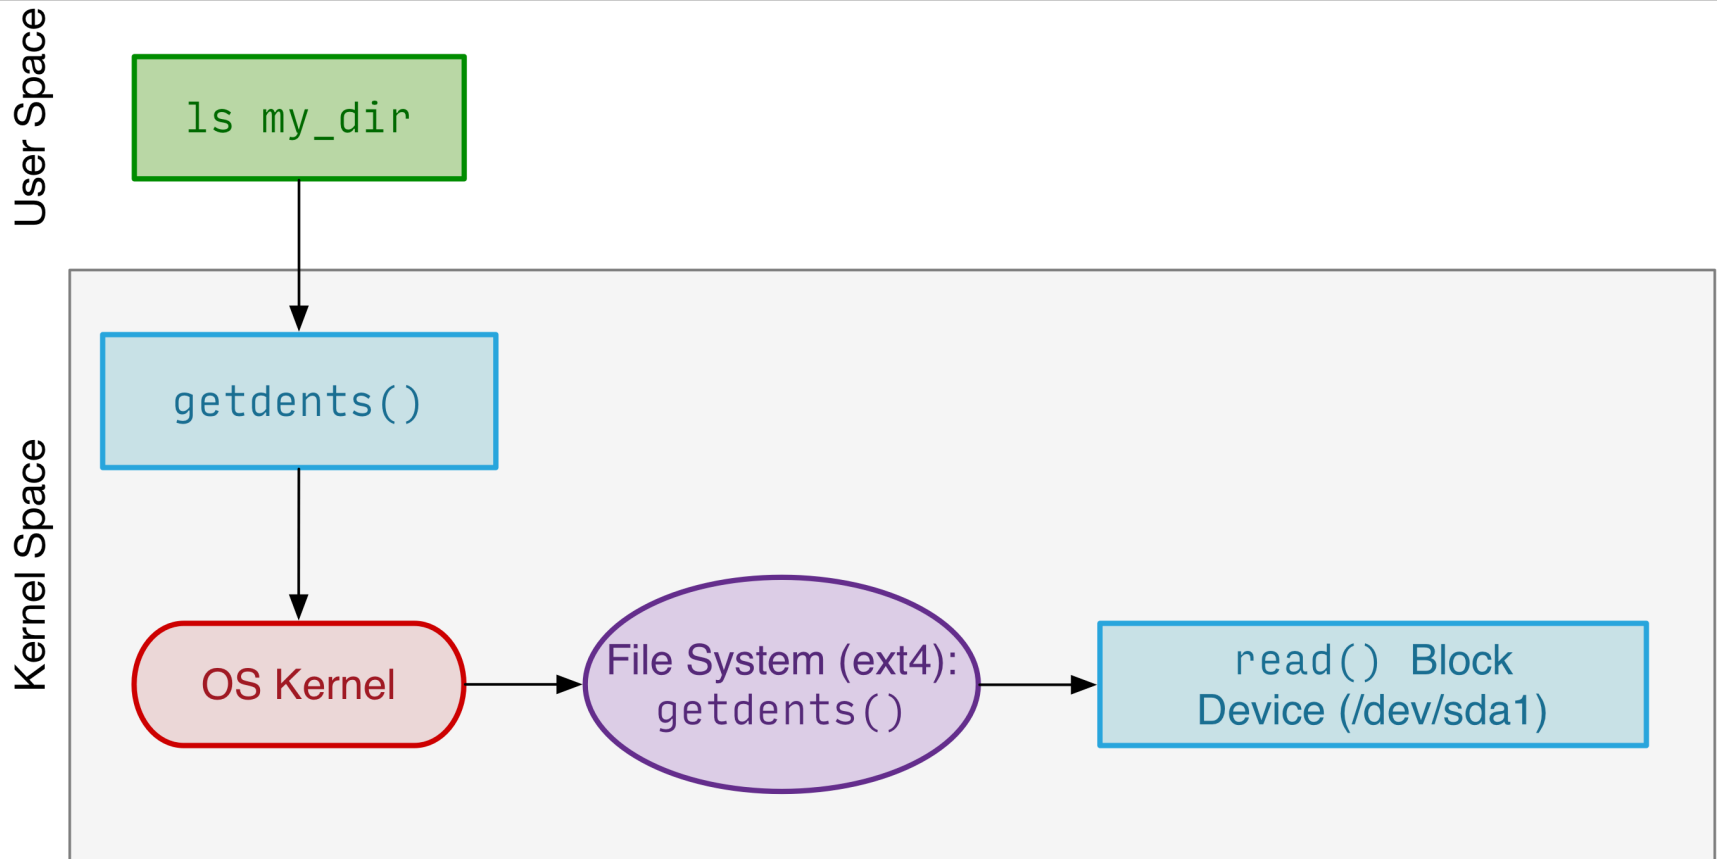 User Space
ls my_dir
Kernel Space
getdents()
OS Kernel
File System (ext4):
getdents()
read() Block
Device (/dev/sda1)